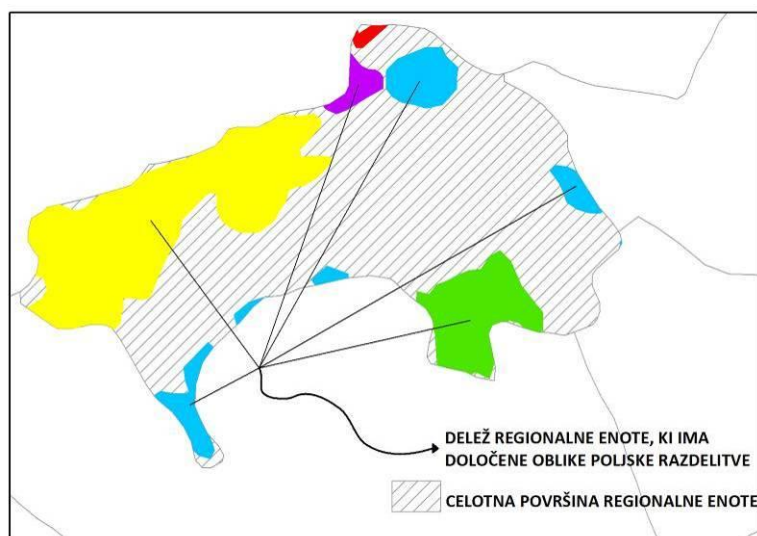 DELEŽ REGIONALNE ENOTE, KI IMA
DOLOČENE OBLIKE POLJSKE RAZDELITVE
CELOTNA POVRŠINA REGIONALNE ENOTE